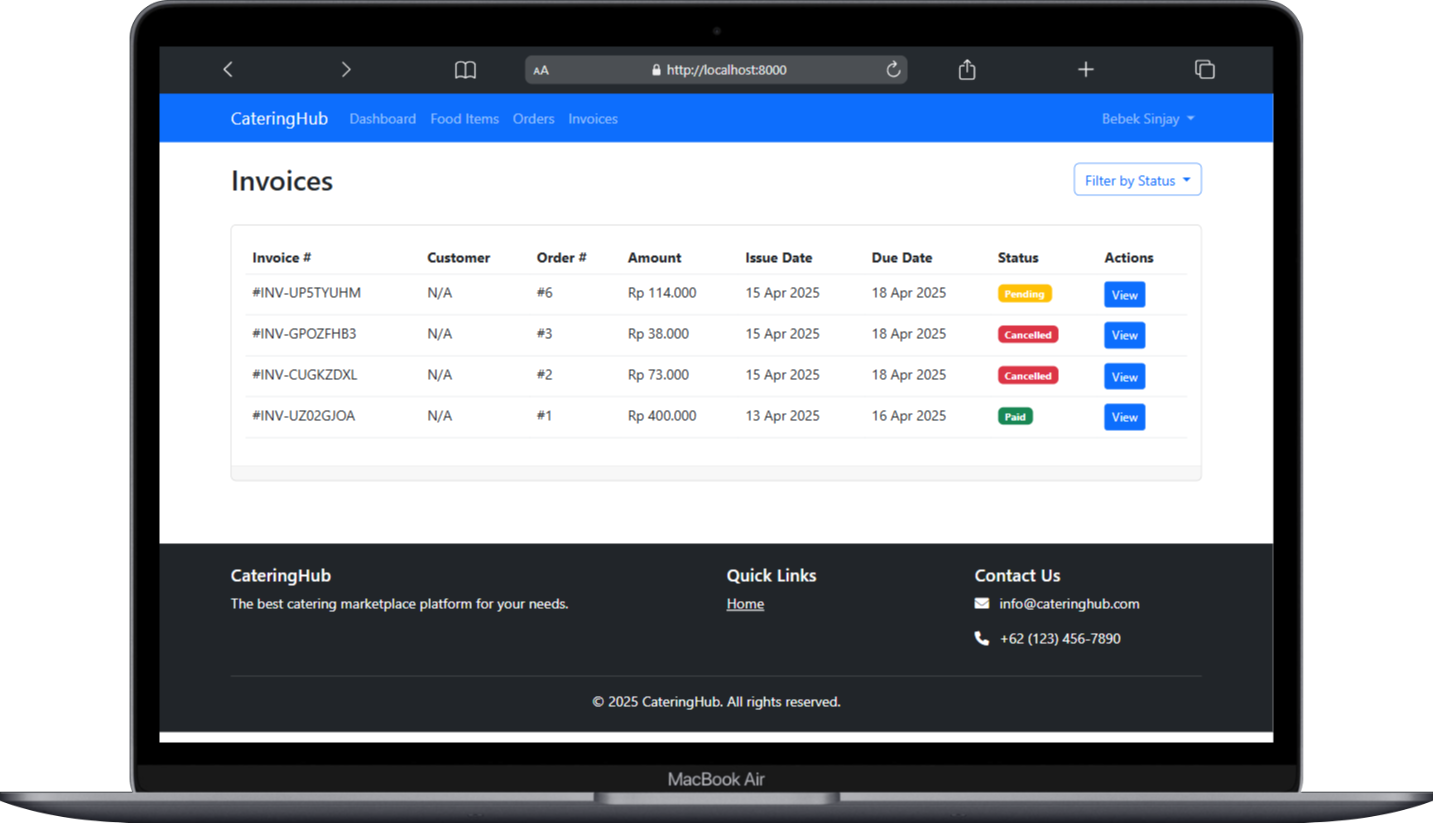 AA http://localhost:8000
CateringHub Dashboard Food Items Orders Invoices Bebek Sinjay
Invoices Filter by Status
Invoice # Customer Order # Amount Issue Date Due Date Status Actions
#INV-UP5TYUHM N/A #6 Rp 114.000 15 Apr 2025 18 Apr 2025 Pending View
#INV-GPOZFHB3 N/A #3 Rp 38.000 15 Apr 2025 18 Apr 2025 Cancelled View
#INV-CUGKZDXL N/A #2 Rp 73.000 15 Apr 2025 18 Apr 2025 Cancelled View
#INV-UZ02GJOA N/A #1 Rp 400.000 13 Apr 2025 16 Apr 2025 Paid View
CateringHub Quick Links Contact Us
The best catering marketplace platform for your needs. Home info@cateringhub.com
+62 (123) 456-7890
© 2025 CateringHub. All rights reserved.
MacBook Air